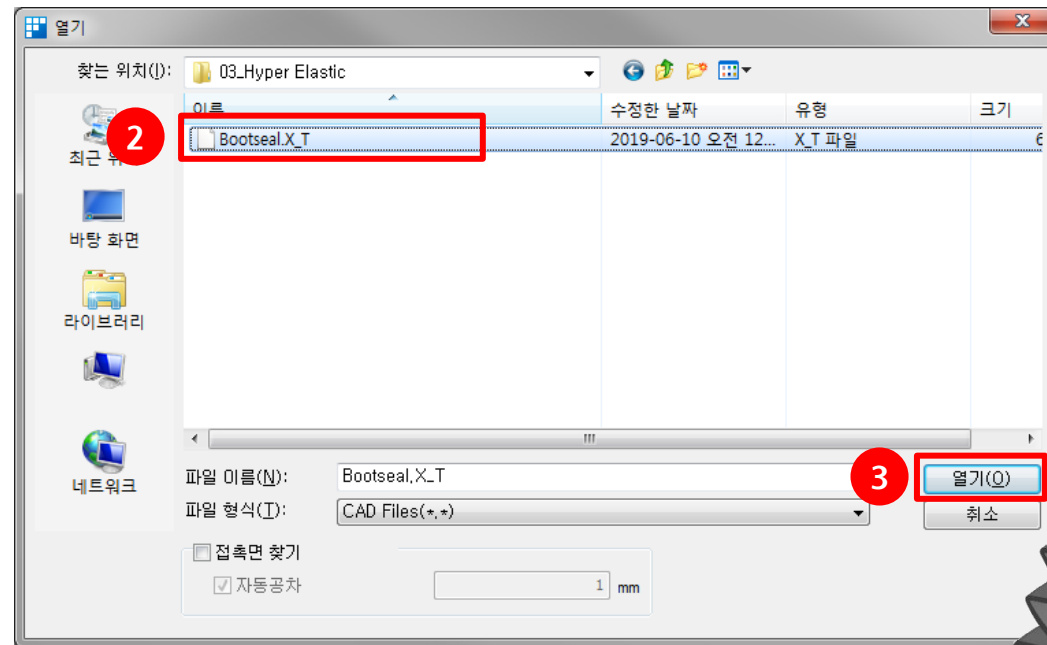 열기
찾는 위치(I): 03_Hyper Elastic
이름 수정한 날짜 유형 크기
Bootseal.X_T 2019-06-10 오전 12... X_T 파일
2
최근
바탕 화면
라이브러리
네트워크
파일 이름(N): Bootseal.X_T
3
열기(O)
파일 형식(T): CAD Files(*.*)
취소
접촉면 찾기
자동공차 1 mm